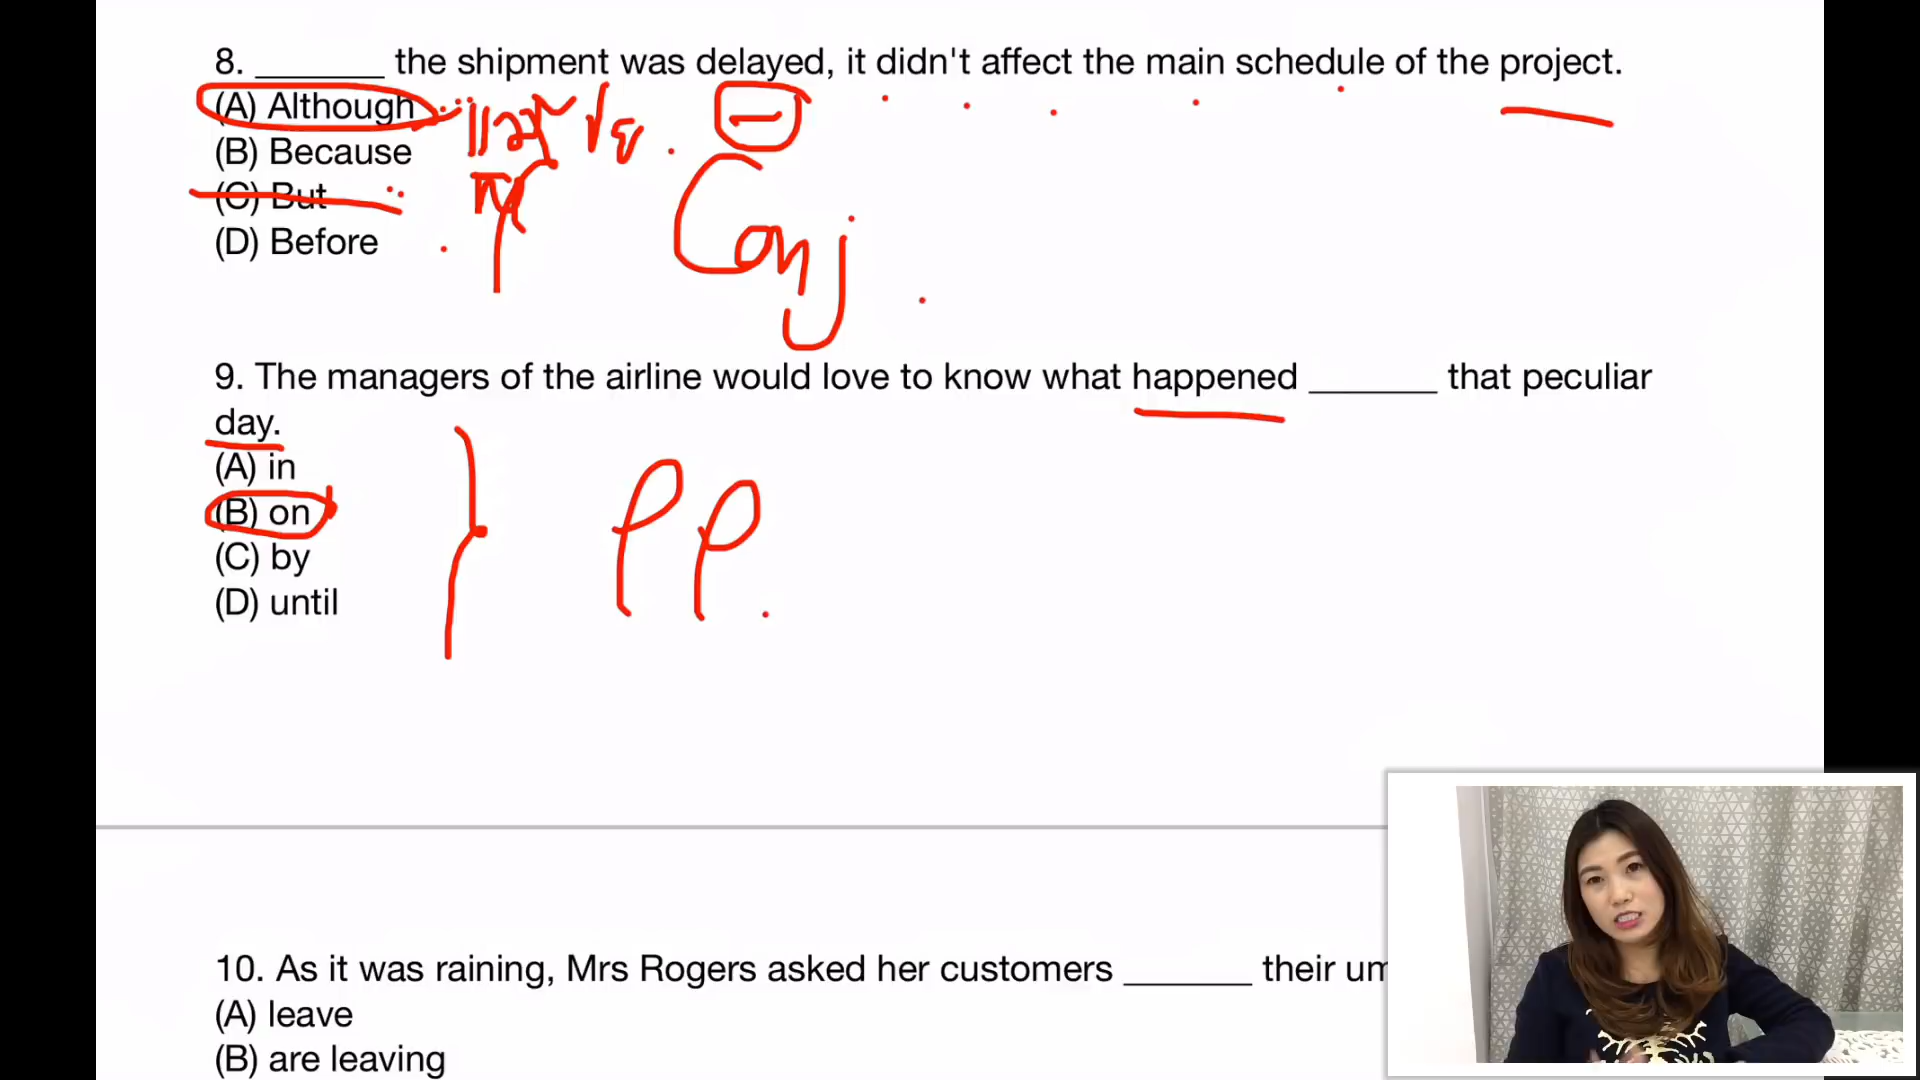 8. _______ the shipment was delayed, it didn't affect the main schedule of the project.
(A) Although
(B) Because
(C) But
(D) Before
Conj
9. The managers of the airline would love to know what happened _______ that peculiar
day.
(A) in
(B) on
(C) by
(D) until
PP.
10. As it was raining, Mrs Rogers asked her customers _______ their um
(A) leave
(B) are leaving